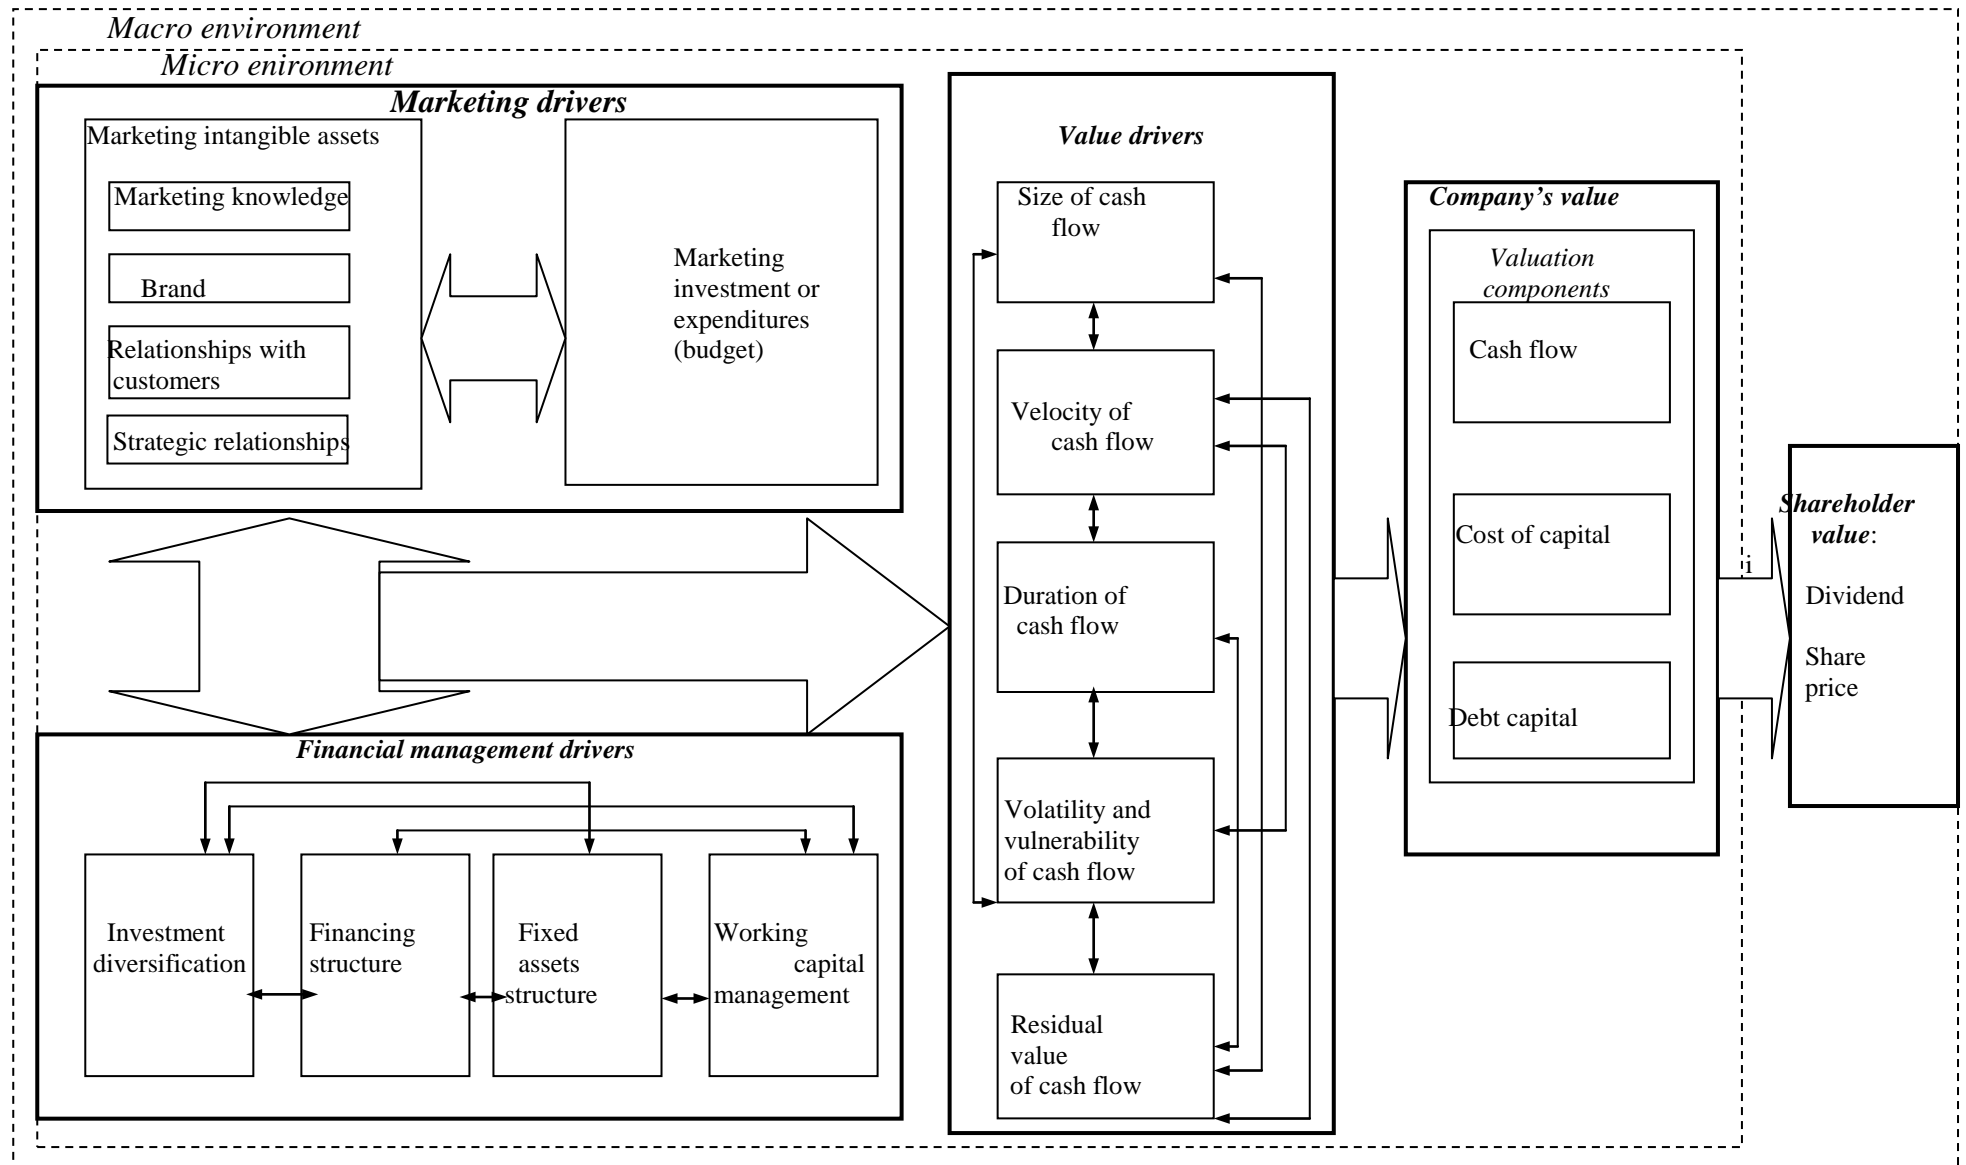 Macro environment
Micro enironment
Marketing drivers
Marketing intangible assets
Marketing knowledge
Brand
Relationships with
customers
Strategic relationships
Marketing
investment or
expenditures
(budget)
Financial management drivers
Investment
diversification
Financing
structure
Fixed
assets
structure
Working
capital
management
Value drivers
Size of cash
flow
Velocity of
cash flow
Duration of
cash flow
Volatility and
vulnerability
of cash flow
Residual
value
of cash flow
Company’s value
Valuation
components
Cash flow
Cost of capital
Debt capital
i
Shareholder
value:
Dividend
Share
price